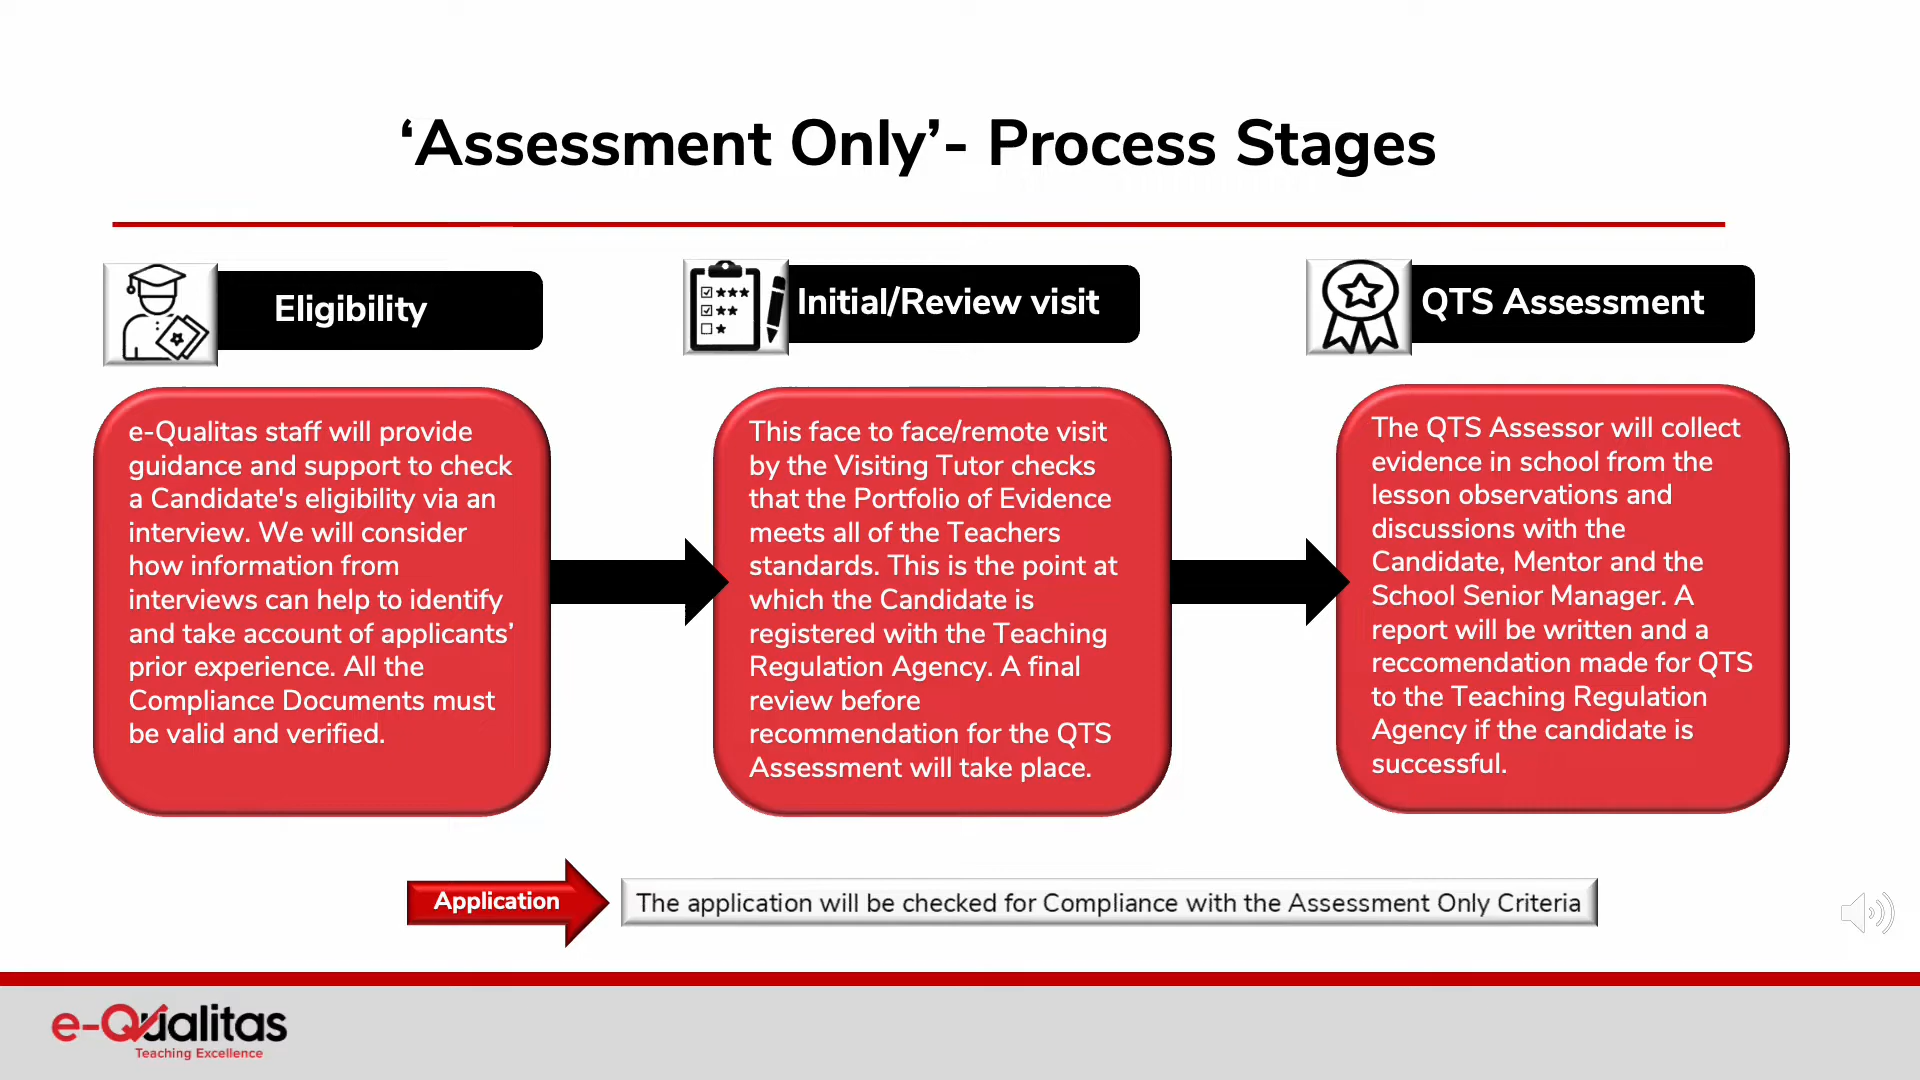 ‘Assessment Only’- Process Stages
Eligibility
e-Qualitas staff will provide
guidance and support to check
a Candidate's eligibility via an
interview. We will consider
how information from
interviews can help to identify
and take account of applicants’
prior experience. All the
Compliance Documents must
be valid and verified.
Initial/Review visit
This face to face/remote visit
by the Visiting Tutor checks
that the Portfolio of Evidence
meets all of the Teachers
standards. This is the point at
which the Candidate is
registered with the Teaching
Regulation Agency. A final
review before
recommendation for the QTS
Assessment will take place.
QTS Assessment
The QTS Assessor will collect
evidence in school from the
lesson observations and
discussions with the
Candidate, Mentor and the
School Senior Manager. A
report will be written and a
reccomendation made for QTS
to the Teaching Regulation
Agency if the candidate is
successful.
Application
The application will be checked for Compliance with the Assessment Only Criteria
e-Qualitas
Teaching Excellence